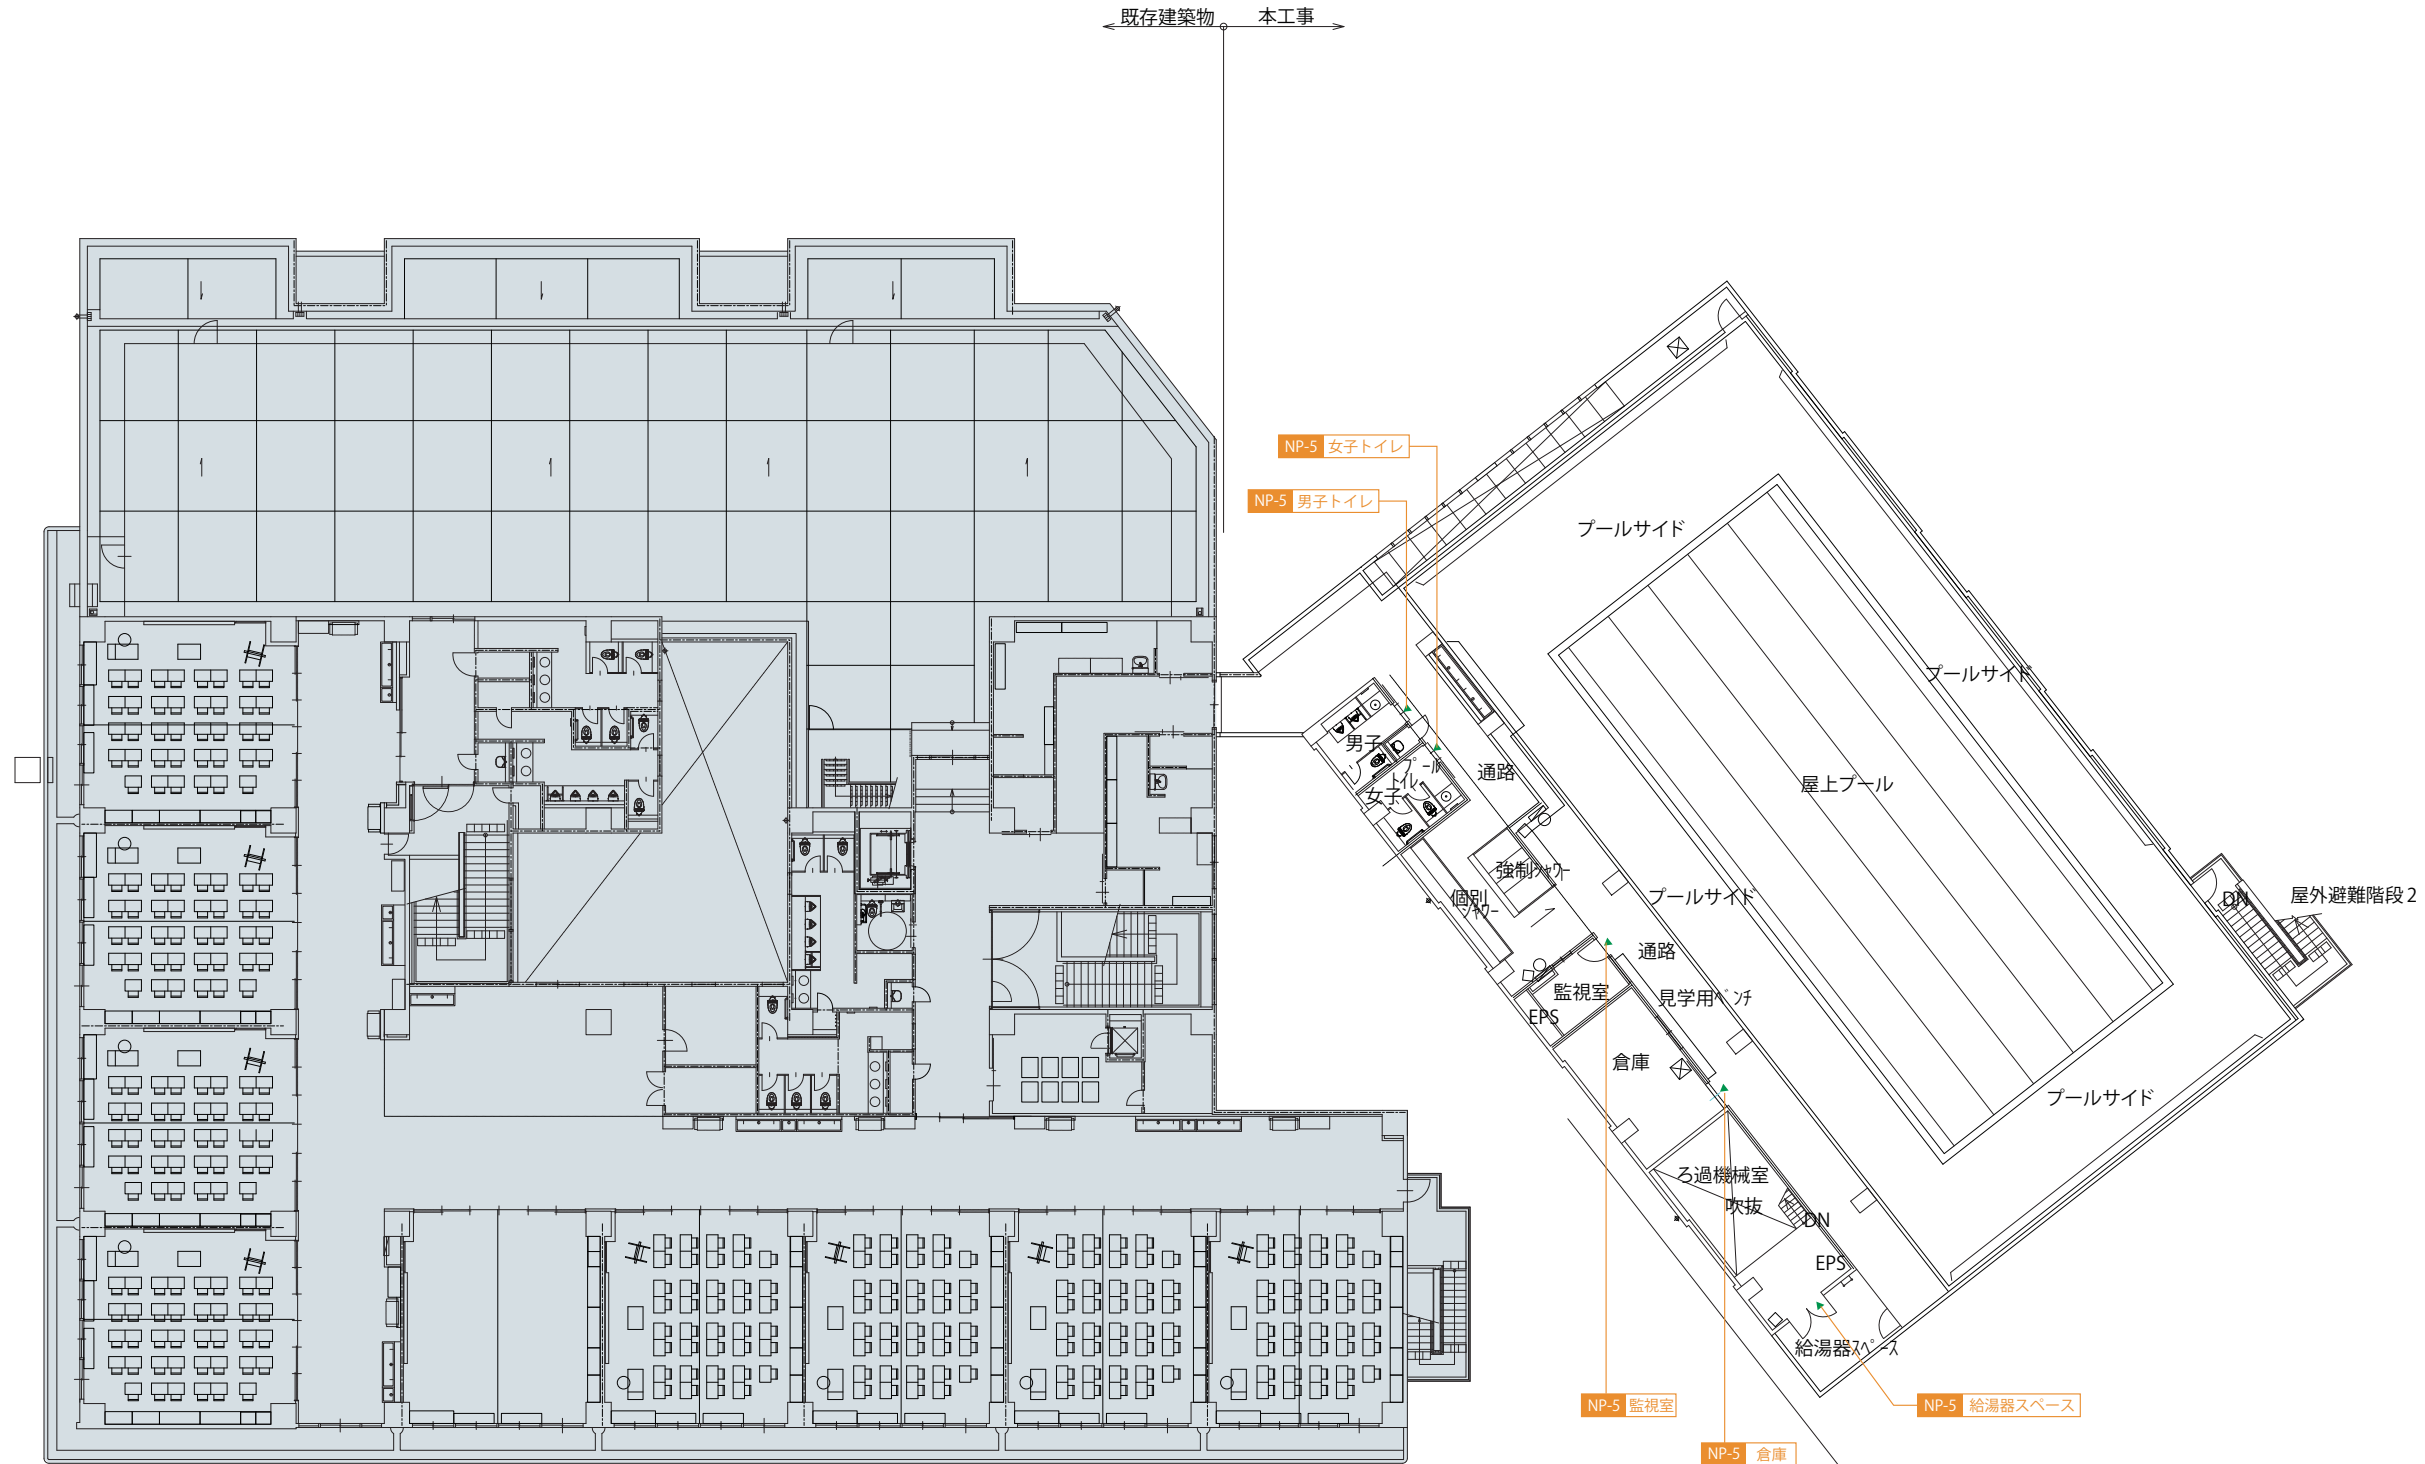 既存建築物 本工事
NP-5 女子トイレ
NP-5 男子トイレ
プールサイド
プールサイド
男子
プール
トイレ
女子
通路
屋上プール
強制シャワー
個別
シャワー
プールサイド
DN
屋外避難階段2
通路
監視室
見学用ベンチ
EPS
倉庫
プールサイド
ろ過機械室
吹抜
DN
EPS
給湯器スペース
NP-5 監視室
NP-5 給湯器スペース
NP-5 倉庫